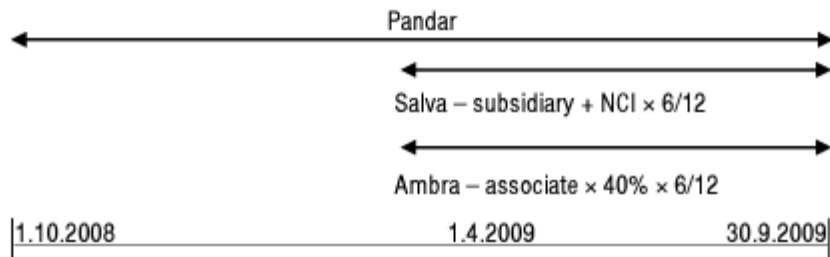 Pandar
Salva – subsidiary + NCI × 6/12
Ambra – associate × 40% × 6/12
1.10.2008 1.4.2009 30.9.2009